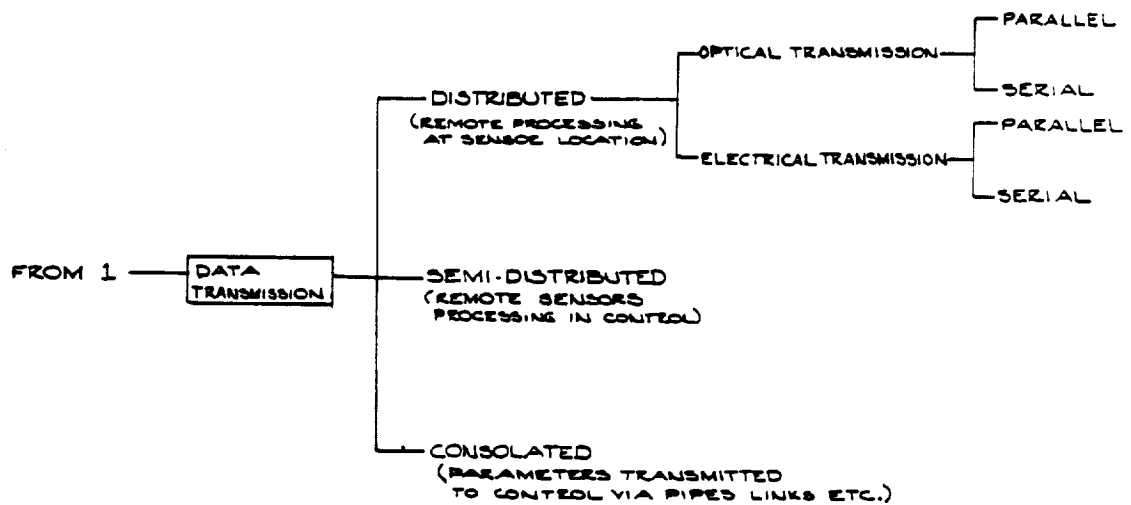 PARALLEL
OPTICAL TRANSMISSION
SERIAL
DISTRIBUTED
(REMOTE PROCESSING
AT SENSOR LOCATION)
PARALLEL
ELECTRICAL TRANSMISSION
SERIAL
FROM 1
DATA
TRANSMISSION
SEMI-DISTRIBUTED
(REMOTE SENSORS
PROCESSING IN CONTROL)
CONSOLATED
(PARAMETERS TRANSMITTED
TO CONTROL VIA PIPES LINKS ETC.)